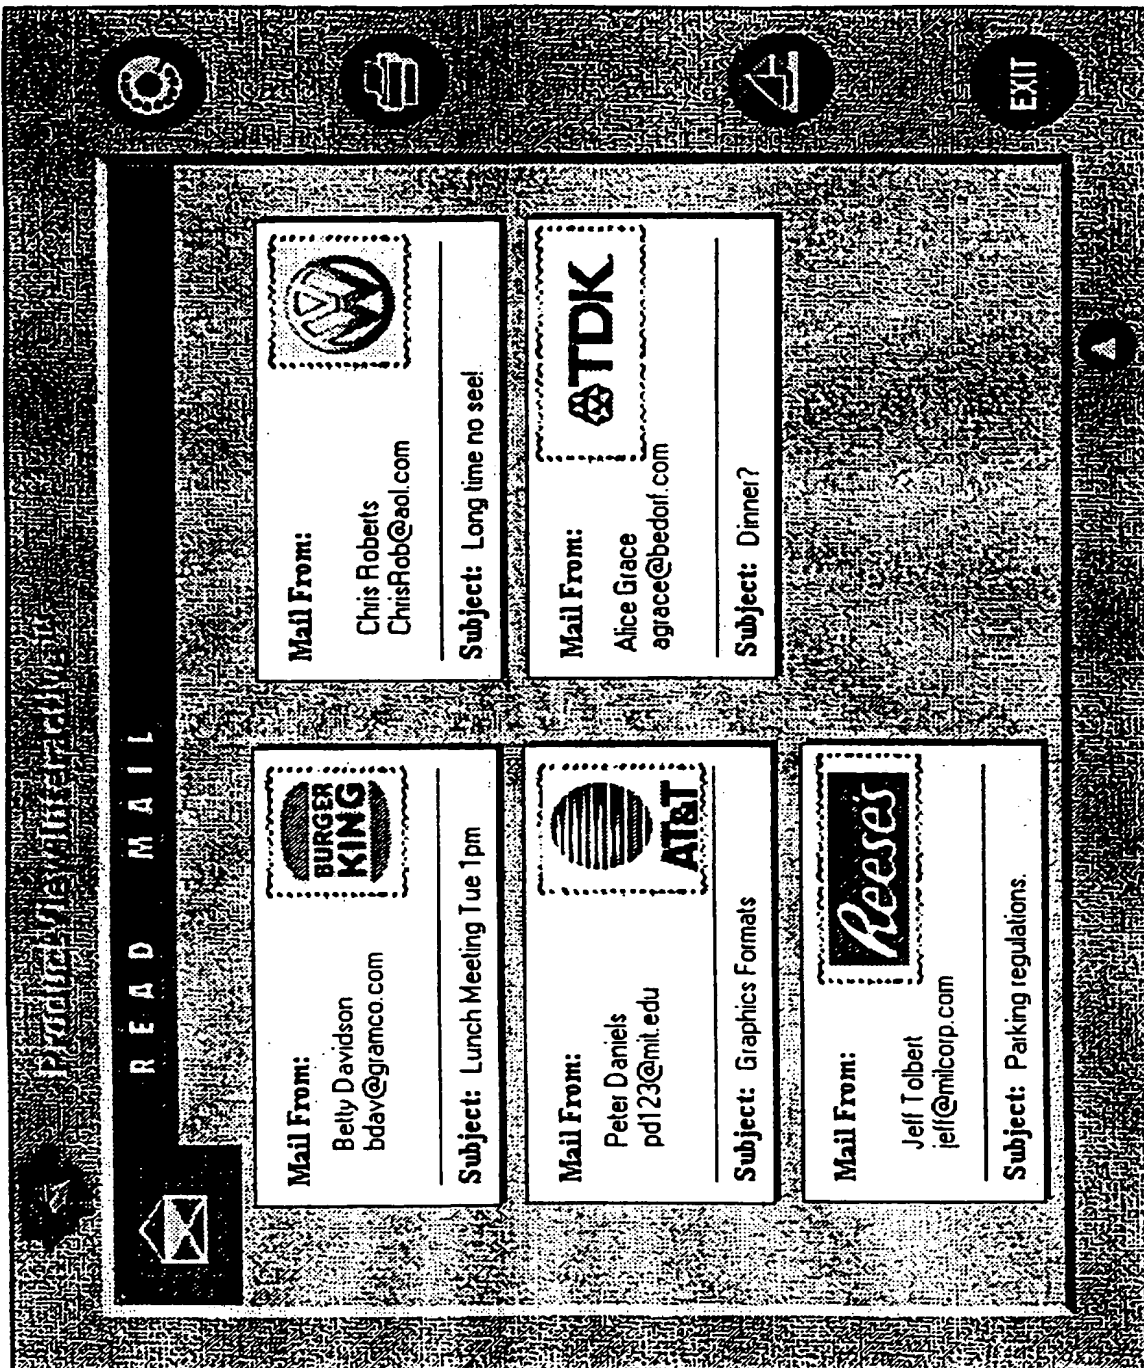 ProductView Interactive
READ MAIL
Mail From:
Betty Davidson
bdav@gramco.com
BURGER
KING
Subject: Lunch Meeting Tue 1pm
Mail From:
Chris Roberts
ChrisRob@aol.com
Subject: Long time no see!
Mail From:
Peter Daniels
pd123@mit.edu
AT&T
Subject: Graphics Formats
Mail From:
Alice Grace
agrace@bedorf.com
TDK
Subject: Dinner?
Mail From:
Jeff Tolbert
jeff@milcorp.com
Reese's
Subject: Parking regulations.
EXIT